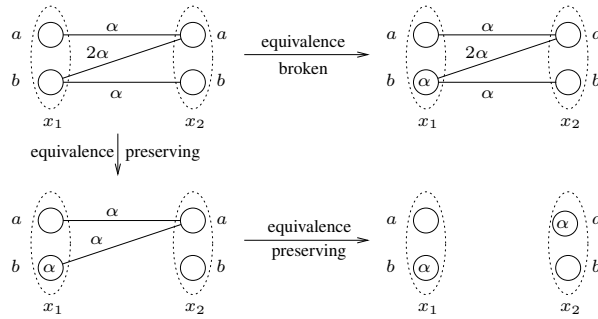 a α a
2α
b b
α
x₁ x₂
equivalence
broken
a α a
2α
b α b
α
x₁ x₂
equivalence preserving
a α a
α
b α b
x₁ x₂
equivalence
preserving
a α a
b α b
x₁ x₂